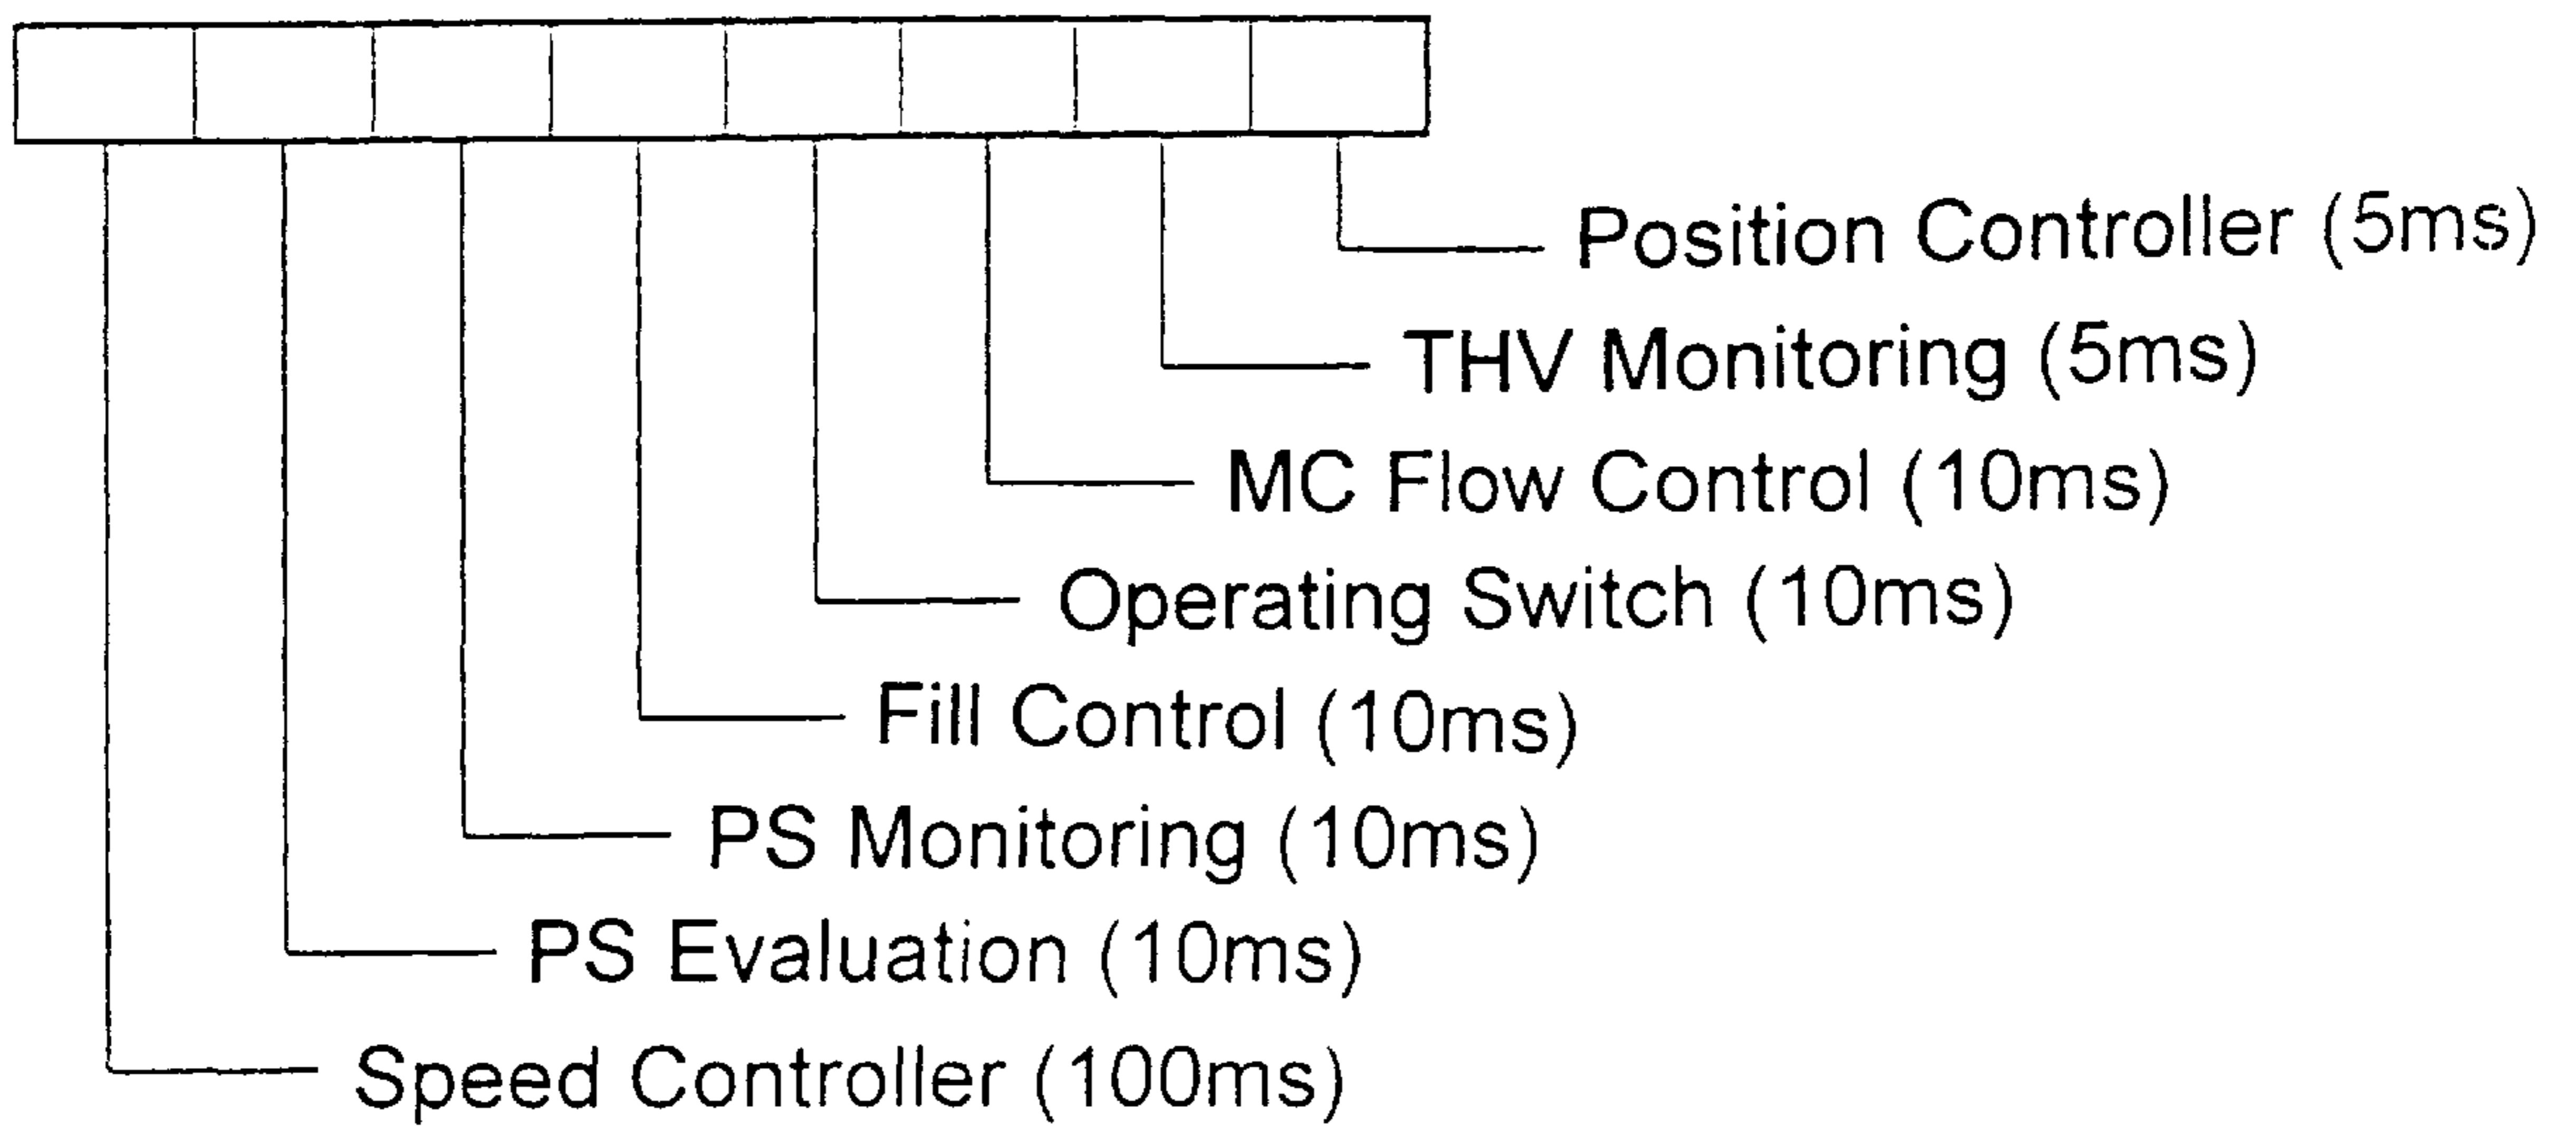 Position Controller (5ms)
THV Monitoring (5ms)
MC Flow Control (10ms)
Operating Switch (10ms)
Fill Control (10ms)
PS Monitoring (10ms)
PS Evaluation (10ms)
Speed Controller (100ms)